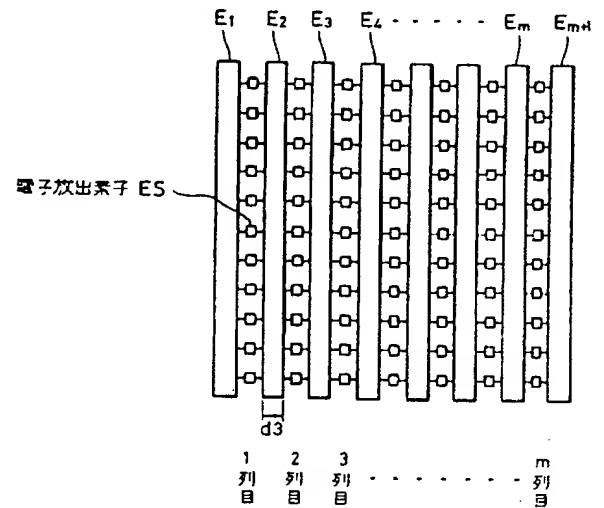 E₁ E₂ E₃ E₄ - - - - - Eₘ Eₘ₊₁
電子放出素子 ES
d3
1列目 2列目 3列目 - - - - - - m列目